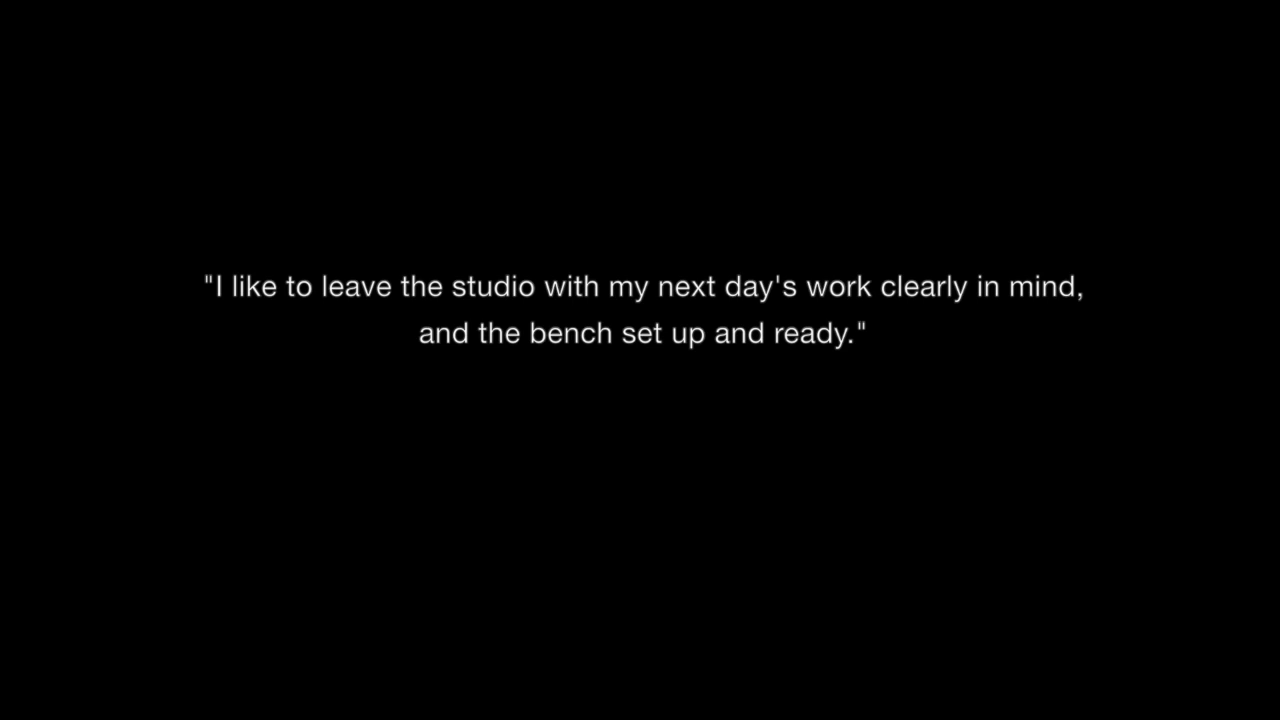 "I like to leave the studio with my next day's work clearly in mind,
and the bench set up and ready."